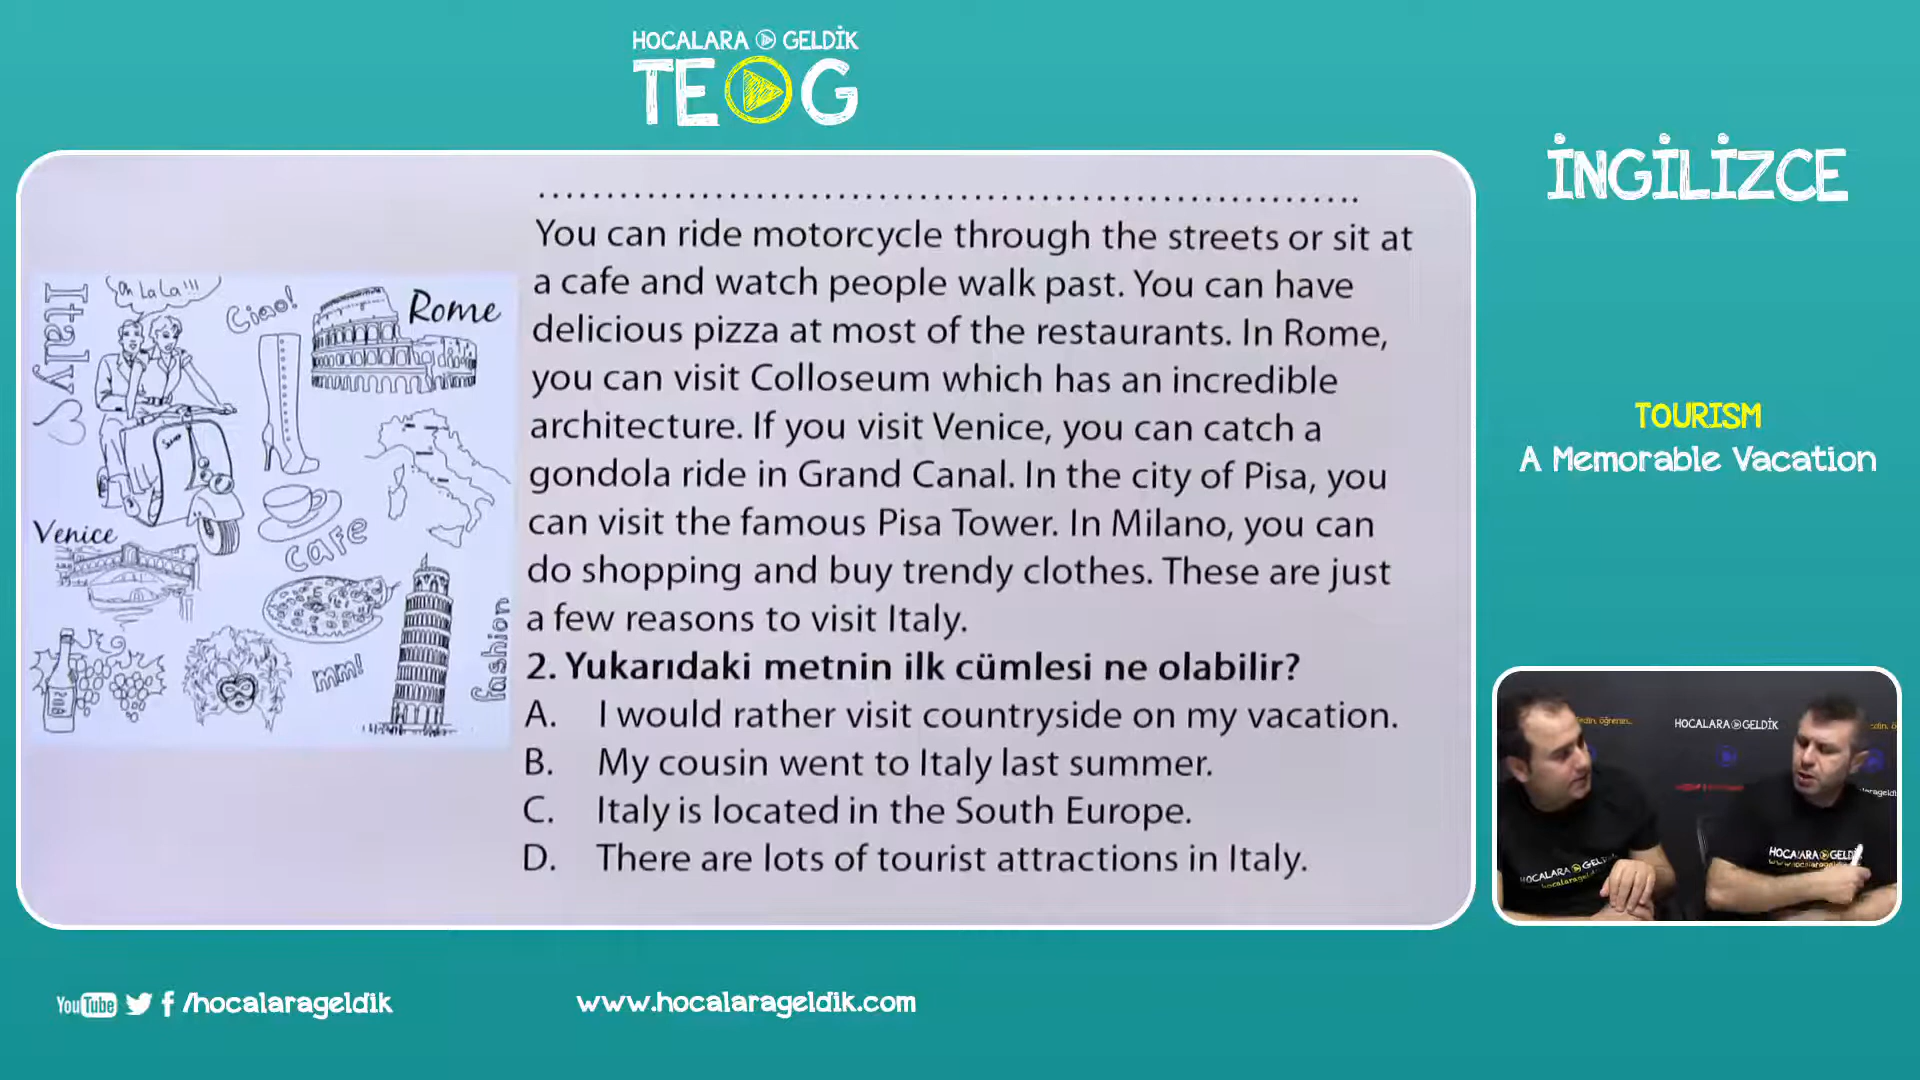 HOCALARA GELDİK
TEOG
İNGİLİZCE
TOURISM
A Memorable Vacation
..............................................................
You can ride motorcycle through the streets or sit at
a cafe and watch people walk past. You can have
delicious pizza at most of the restaurants. In Rome,
you can visit Colloseum which has an incredible
architecture. If you visit Venice, you can catch a
gondola ride in Grand Canal. In the city of Pisa, you
can visit the famous Pisa Tower. In Milano, you can
do shopping and buy trendy clothes. These are just
a few reasons to visit Italy.
2. Yukarıdaki metnin ilk cümlesi ne olabilir?
A. I would rather visit countryside on my vacation.
B. My cousin went to Italy last summer.
C. Italy is located in the South Europe.
D. There are lots of tourist attractions in Italy.
Italy
Oh La La!!!
Ciao!
Rome
Venice
cafe
mm!
fashion
HOCALARA GELDİK
HOCALARA GELD
HOCALARA GELD
YouTube /hocalarageldik
www.hocalarageldik.com